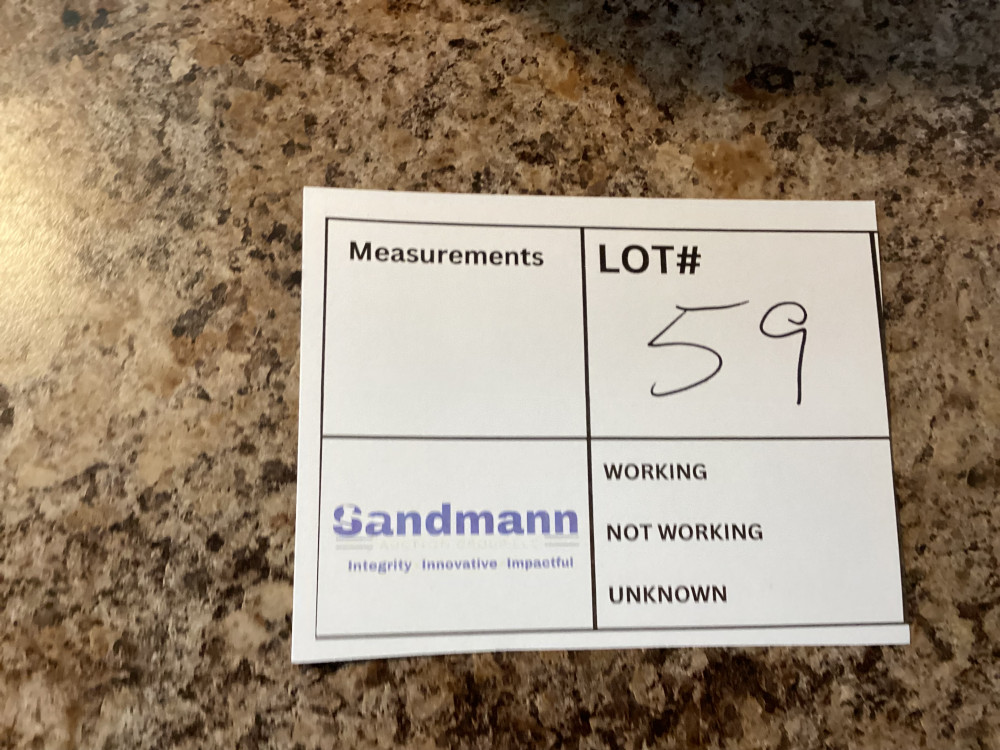 Measurements
LOT#
59
Sandmann
Integrity Innovative Impactful
WORKING
NOT WORKING
UNKNOWN